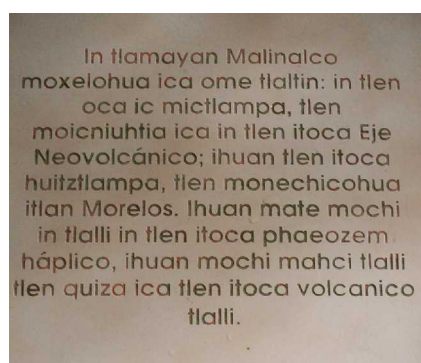 In tlamayan Malinalco
moxelohua ica ome tlaltin: in tlen
oca ic mictlampa, tlen
moicniuhtia ica in tlen itoca Eje
Neovolcánico; ihuan tlen itoca
huitztlampa, tlen monechicohua
itlan Morelos. Ihuan mate mochi
in tlalli in tlen itoca phaeozem
háplico, ihuan mochi mahci tlalli
tlen quiza ica tlen itoca volcanico
tlalli.